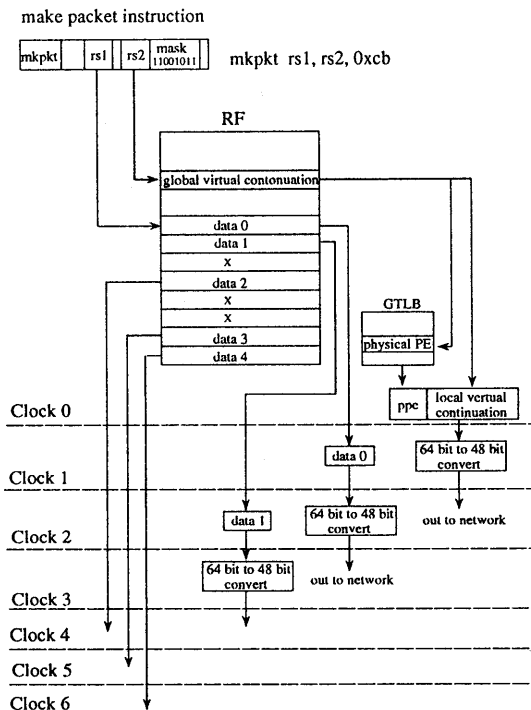 make packet instruction
mkpkt rs1 rs2 mask 11001011
mkpkt rs1, rs2, 0xcb
RF
global virtual contonuation
data 0
data 1
x
data 2
x
x
data 3
data 4
GTLB
physical PE
ppe
local vertual continuation
Clock 0
64 bit to 48 bit convert
data 0
Clock 1
out to network
64 bit to 48 bit convert
data 1
Clock 2
out to network
64 bit to 48 bit convert
Clock 3
Clock 4
Clock 5
Clock 6